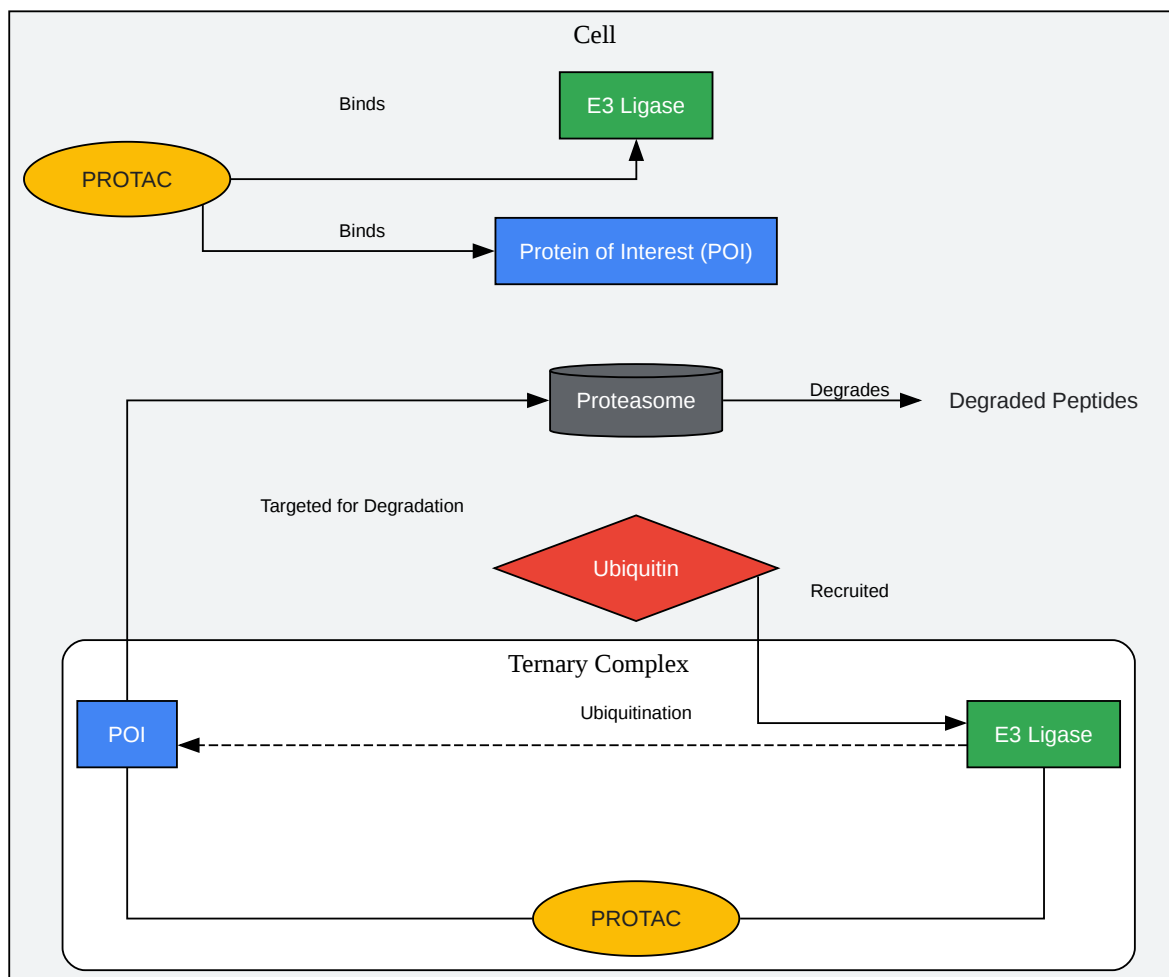 Cell
Binds
E3 Ligase
PROTAC
Binds
Protein of Interest (POI)
Proteasome
Degrades
Degraded Peptides
Targeted for Degradation
Ubiquitin
Recruited
Ternary Complex
Ubiquitination
POI
E3 Ligase
PROTAC